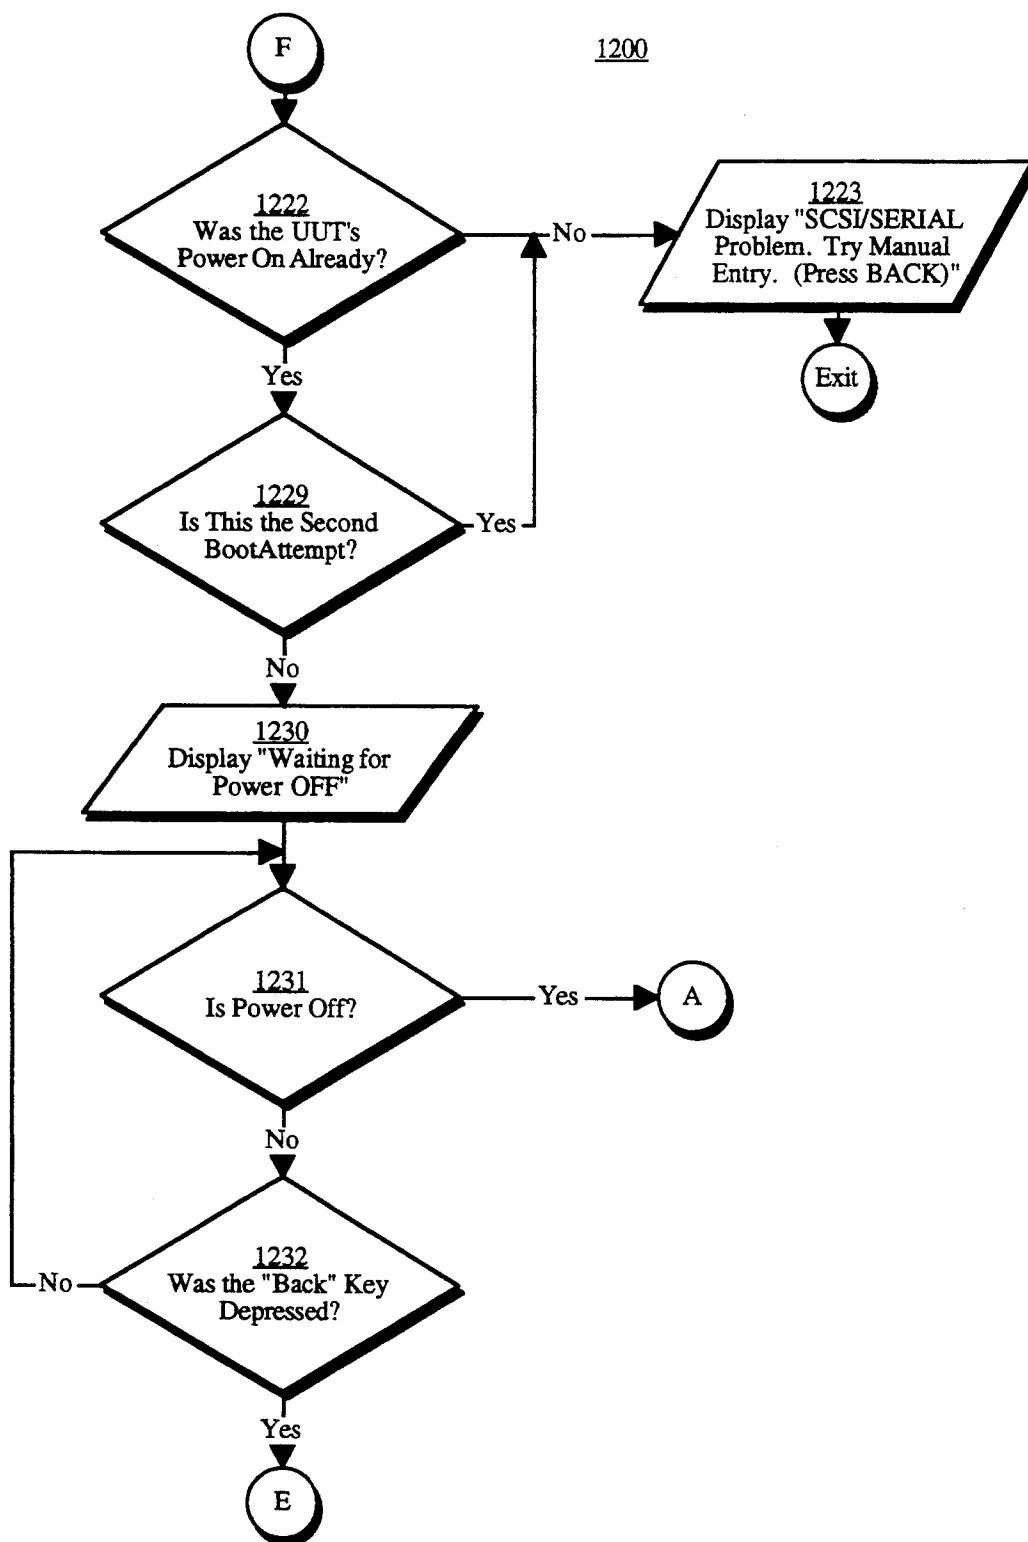 F
1200
1222
Was the UUT's
Power On Already?
No
1223
Display "SCSI/SERIAL
Problem. Try Manual
Entry. (Press BACK)"
Yes
Exit
1229
Is This the Second
BootAttempt?
Yes
No
1230
Display "Waiting for
Power OFF"
1231
Is Power Off?
Yes
A
No
1232
Was the "Back" Key
Depressed?
No
Yes
E